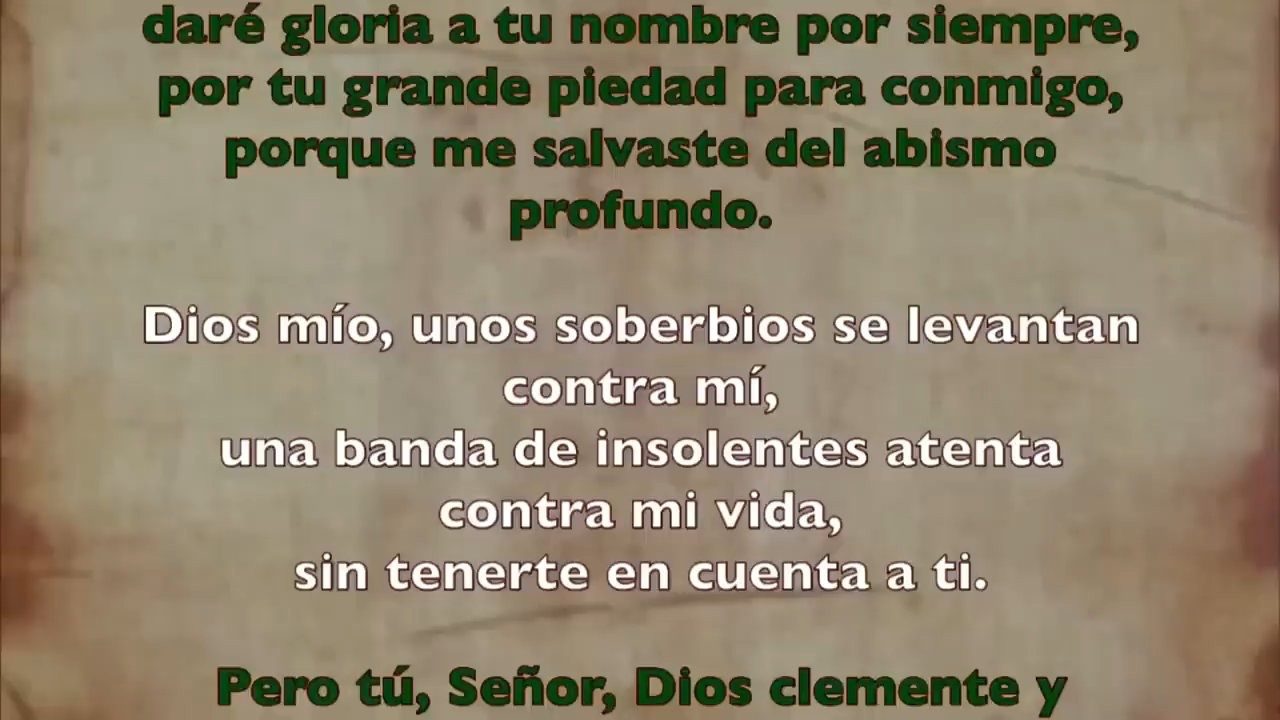 daré gloria a tu nombre por siempre,
por tu grande piedad para conmigo,
porque me salvaste del abismo
profundo.
Dios mío, unos soberbios se levantan
contra mí,
una banda de insolentes atenta
contra mi vida,
sin tenerte en cuenta a ti.
Pero tú, Señor, Dios clemente y